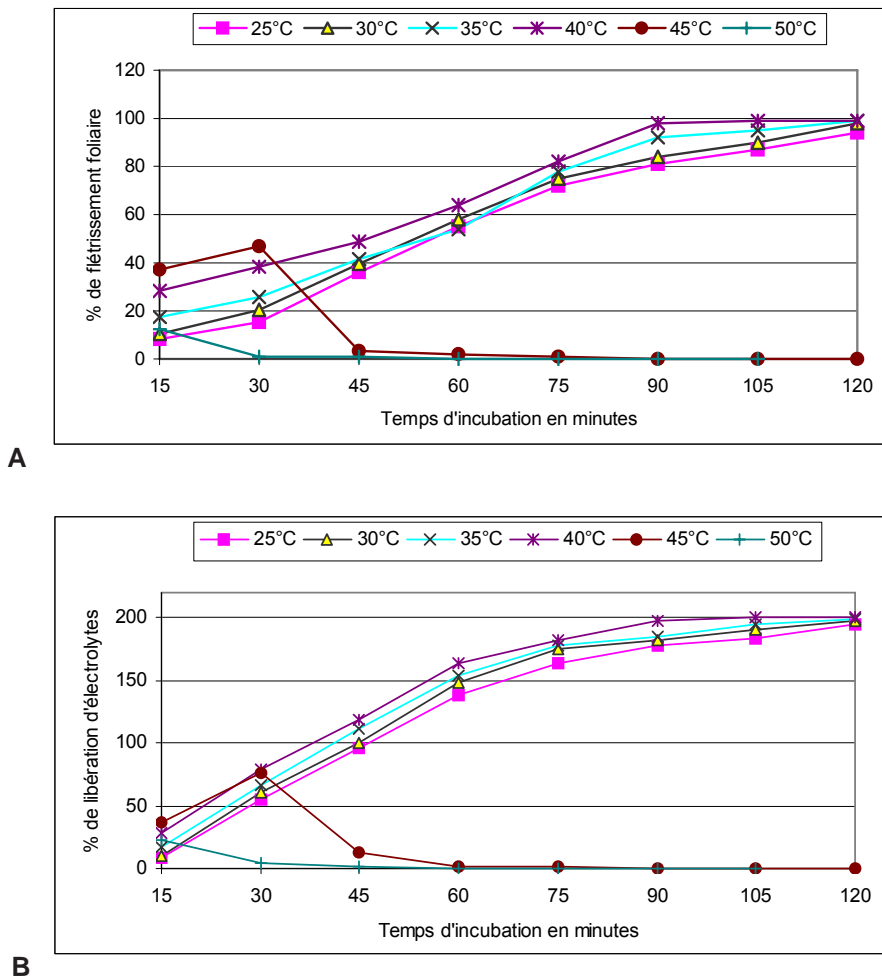 25°C 30°C 35°C 40°C 45°C 50°C
120
100
80
60
40
20
0
% de flétrissement foliaire
15 30 45 60 75 90 105 120
Temps d'incubation en minutes
A
25°C 30°C 35°C 40°C 45°C 50°C
200
150
100
50
0
% de libération d'électrolytes
15 30 45 60 75 90 105 120
Temps d'incubation en minutes
B